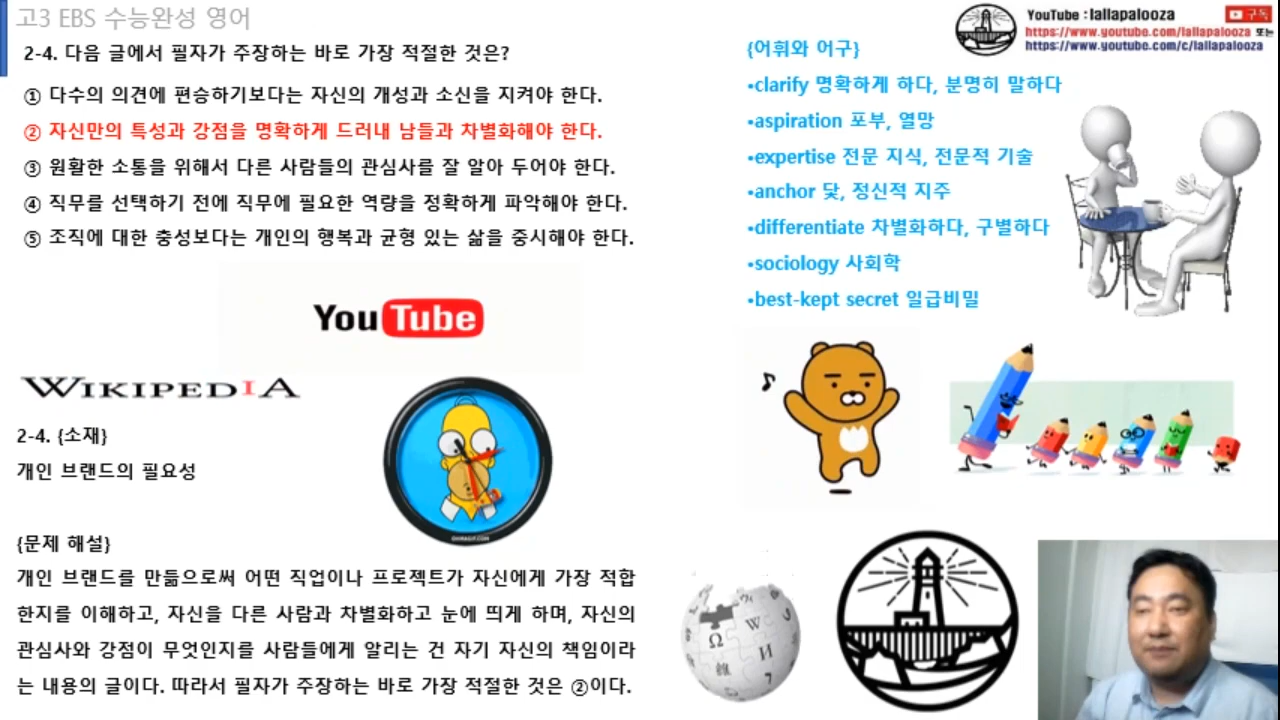 고3 EBS 수능완성 영어
2-4. 다음 글에서 필자가 주장하는 바로 가장 적절한 것은?
① 다수의 의견에 편승하기보다는 자신의 개성과 소신을 지켜야 한다.
② 자신만의 특성과 강점을 명확하게 드러내 남들과 차별화해야 한다.
③ 원활한 소통을 위해서 다른 사람들의 관심사를 잘 알아 두어야 한다.
④ 직무를 선택하기 전에 직무에 필요한 역량을 정확하게 파악해야 한다.
⑤ 조직에 대한 충성보다는 개인의 행복과 균형 있는 삶을 중시해야 한다.
YouTube
WIKIPEDIA
2-4. {소재}
개인 브랜드의 필요성
{문제 해설}
개인 브랜드를 만듦으로써 어떤 직업이나 프로젝트가 자신에게 가장 적합
한지를 이해하고, 자신을 다른 사람과 차별화하고 눈에 띄게 하며, 자신의
관심사와 강점이 무엇인지를 사람들에게 알리는 건 자기 자신의 책임이라
는 내용의 글이다. 따라서 필자가 주장하는 바로 가장 적절한 것은 ②이다.
YouTube : lallapalooza
구독
https://www.youtube.com/lallapalooza 또는
https://www.youtube.com/c/lallapalooza
{어휘와 어구}
•clarify 명확하게 하다, 분명히 말하다
•aspiration 포부, 열망
•expertise 전문 지식, 전문적 기술
•anchor 닻, 정신적 지주
•differentiate 차별화하다, 구별하다
•sociology 사회학
•best-kept secret 일급비밀
Ω W
維 И
7